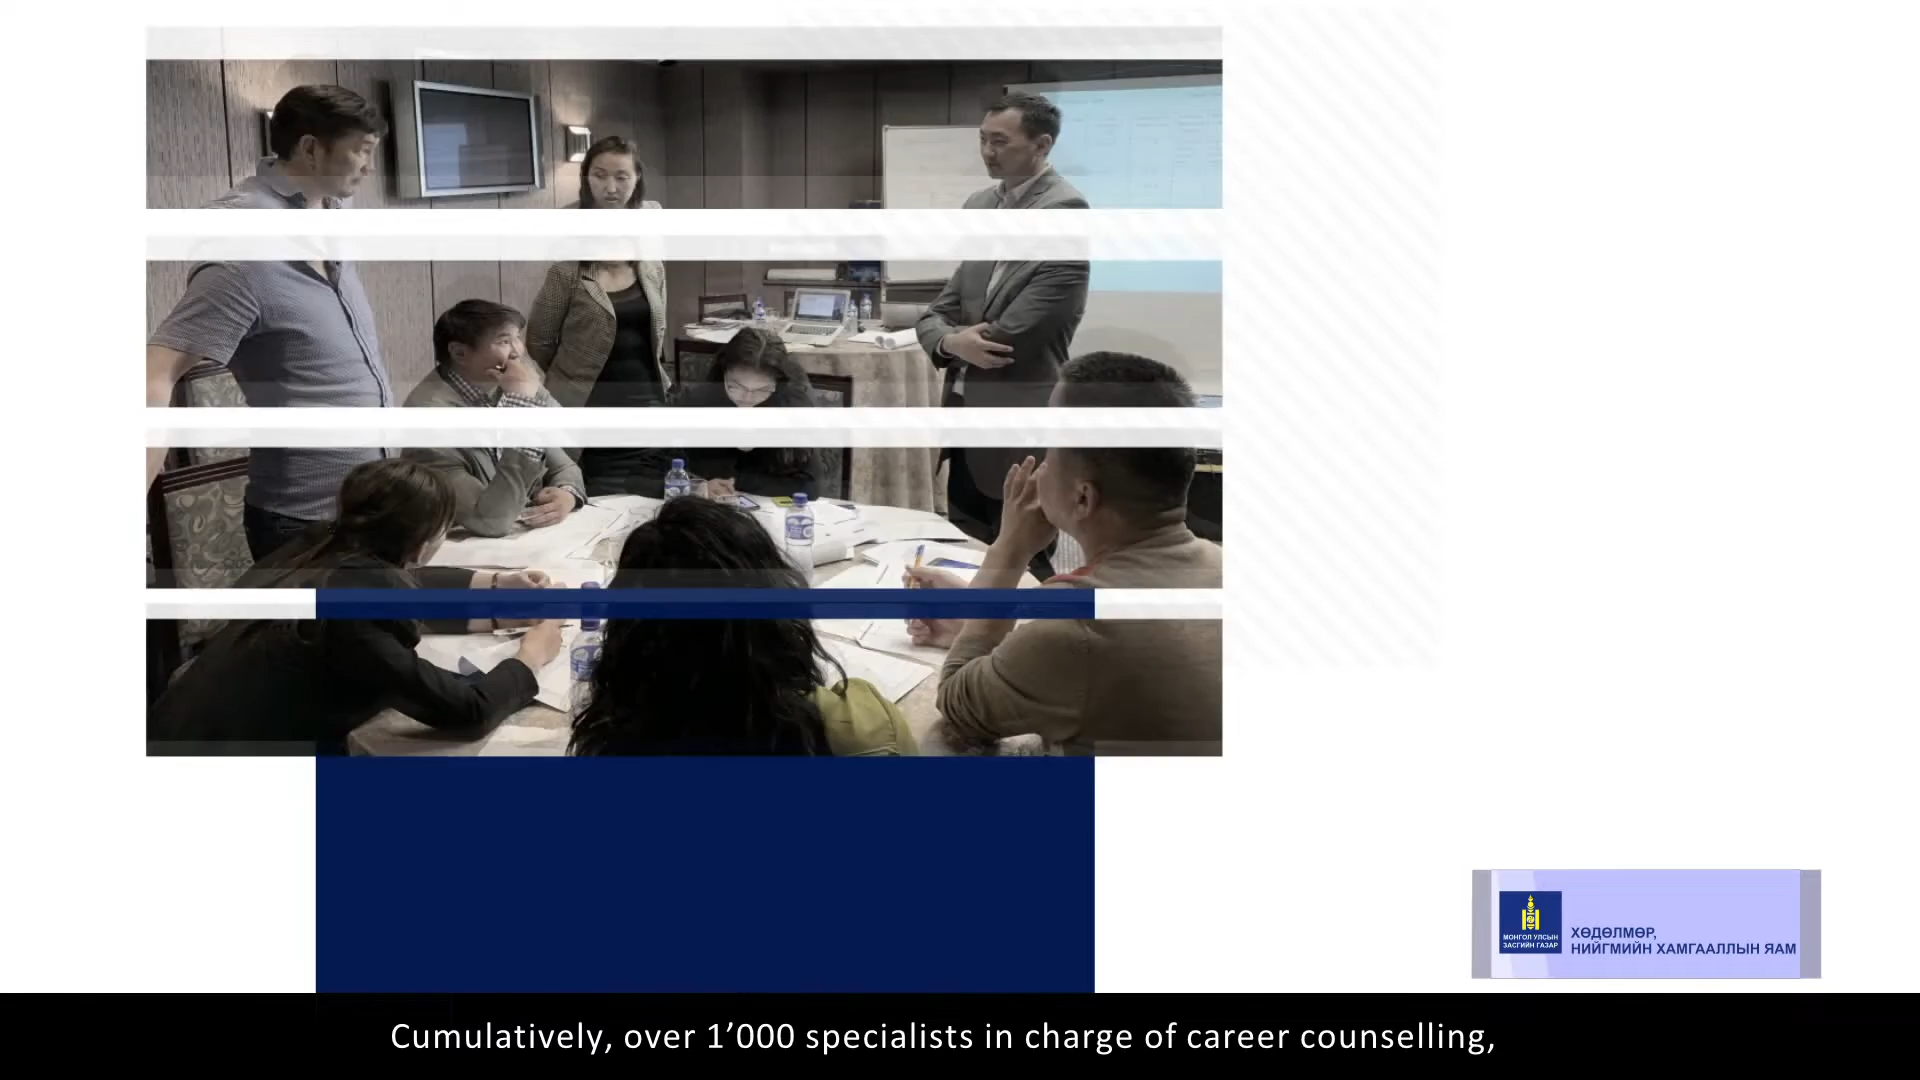 МОНГОЛ УЛСЫН
ЗАСГИЙН ГАЗАР
ХӨДӨЛМӨР,
НИЙГМИЙН ХАМГААЛЛЫН ЯАМ
Cumulatively, over 1’000 specialists in charge of career counselling,